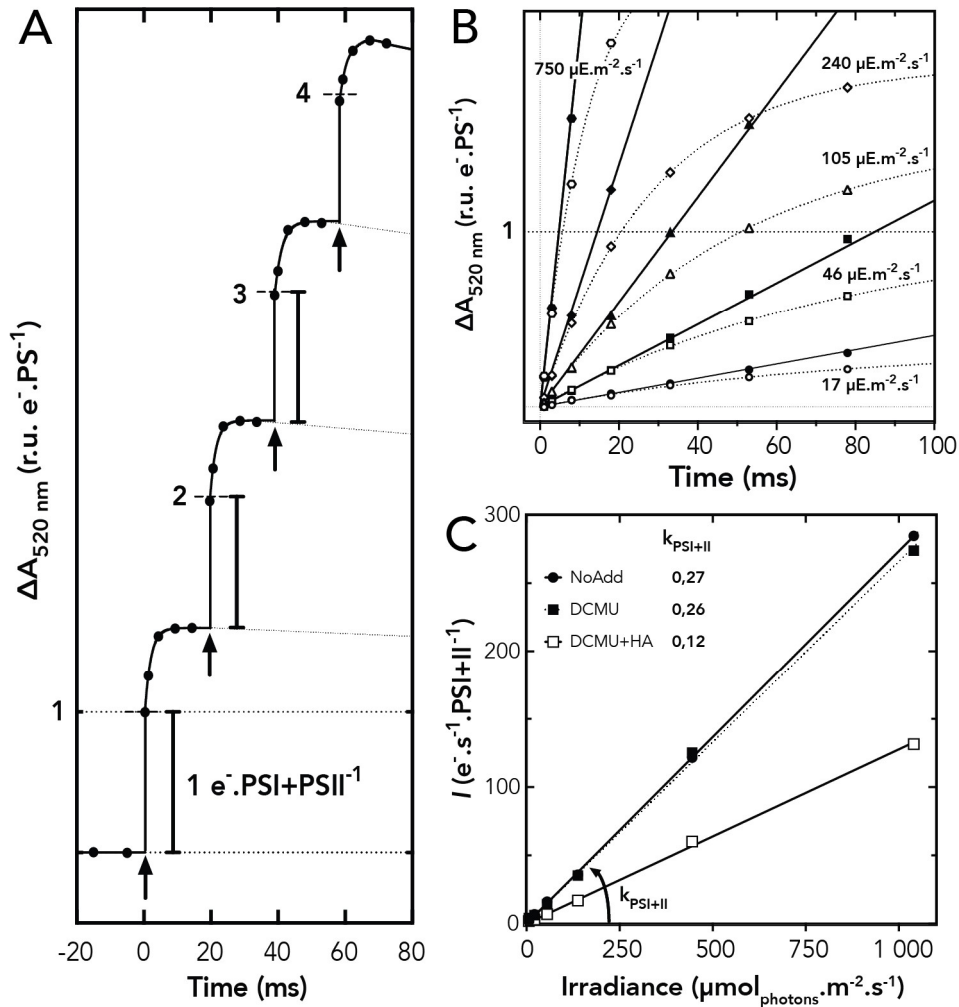 A
ΔA520 nm (r.u. e-.PS-1)
4
3
2
1
1 e-.PSI+PSII-1
-20 0 20 40 60 80
Time (ms)
B
ΔA520 nm (r.u. e-.PS-1)
1
750 μE.m-2.s-1
240 μE.m-2.s-1
105 μE.m-2.s-1
46 μE.m-2.s-1
17 μE.m-2.s-1
0 20 40 60 80 100
Time (ms)
C
I (e-.s-1.PSI+II-1)
300
200
100
0
kPSI+II
NoAdd 0,27
DCMU 0,26
DCMU+HA 0,12
kPSI+II
0 250 500 750 1 000
Irradiance (μmolphotons.m-2.s-1)